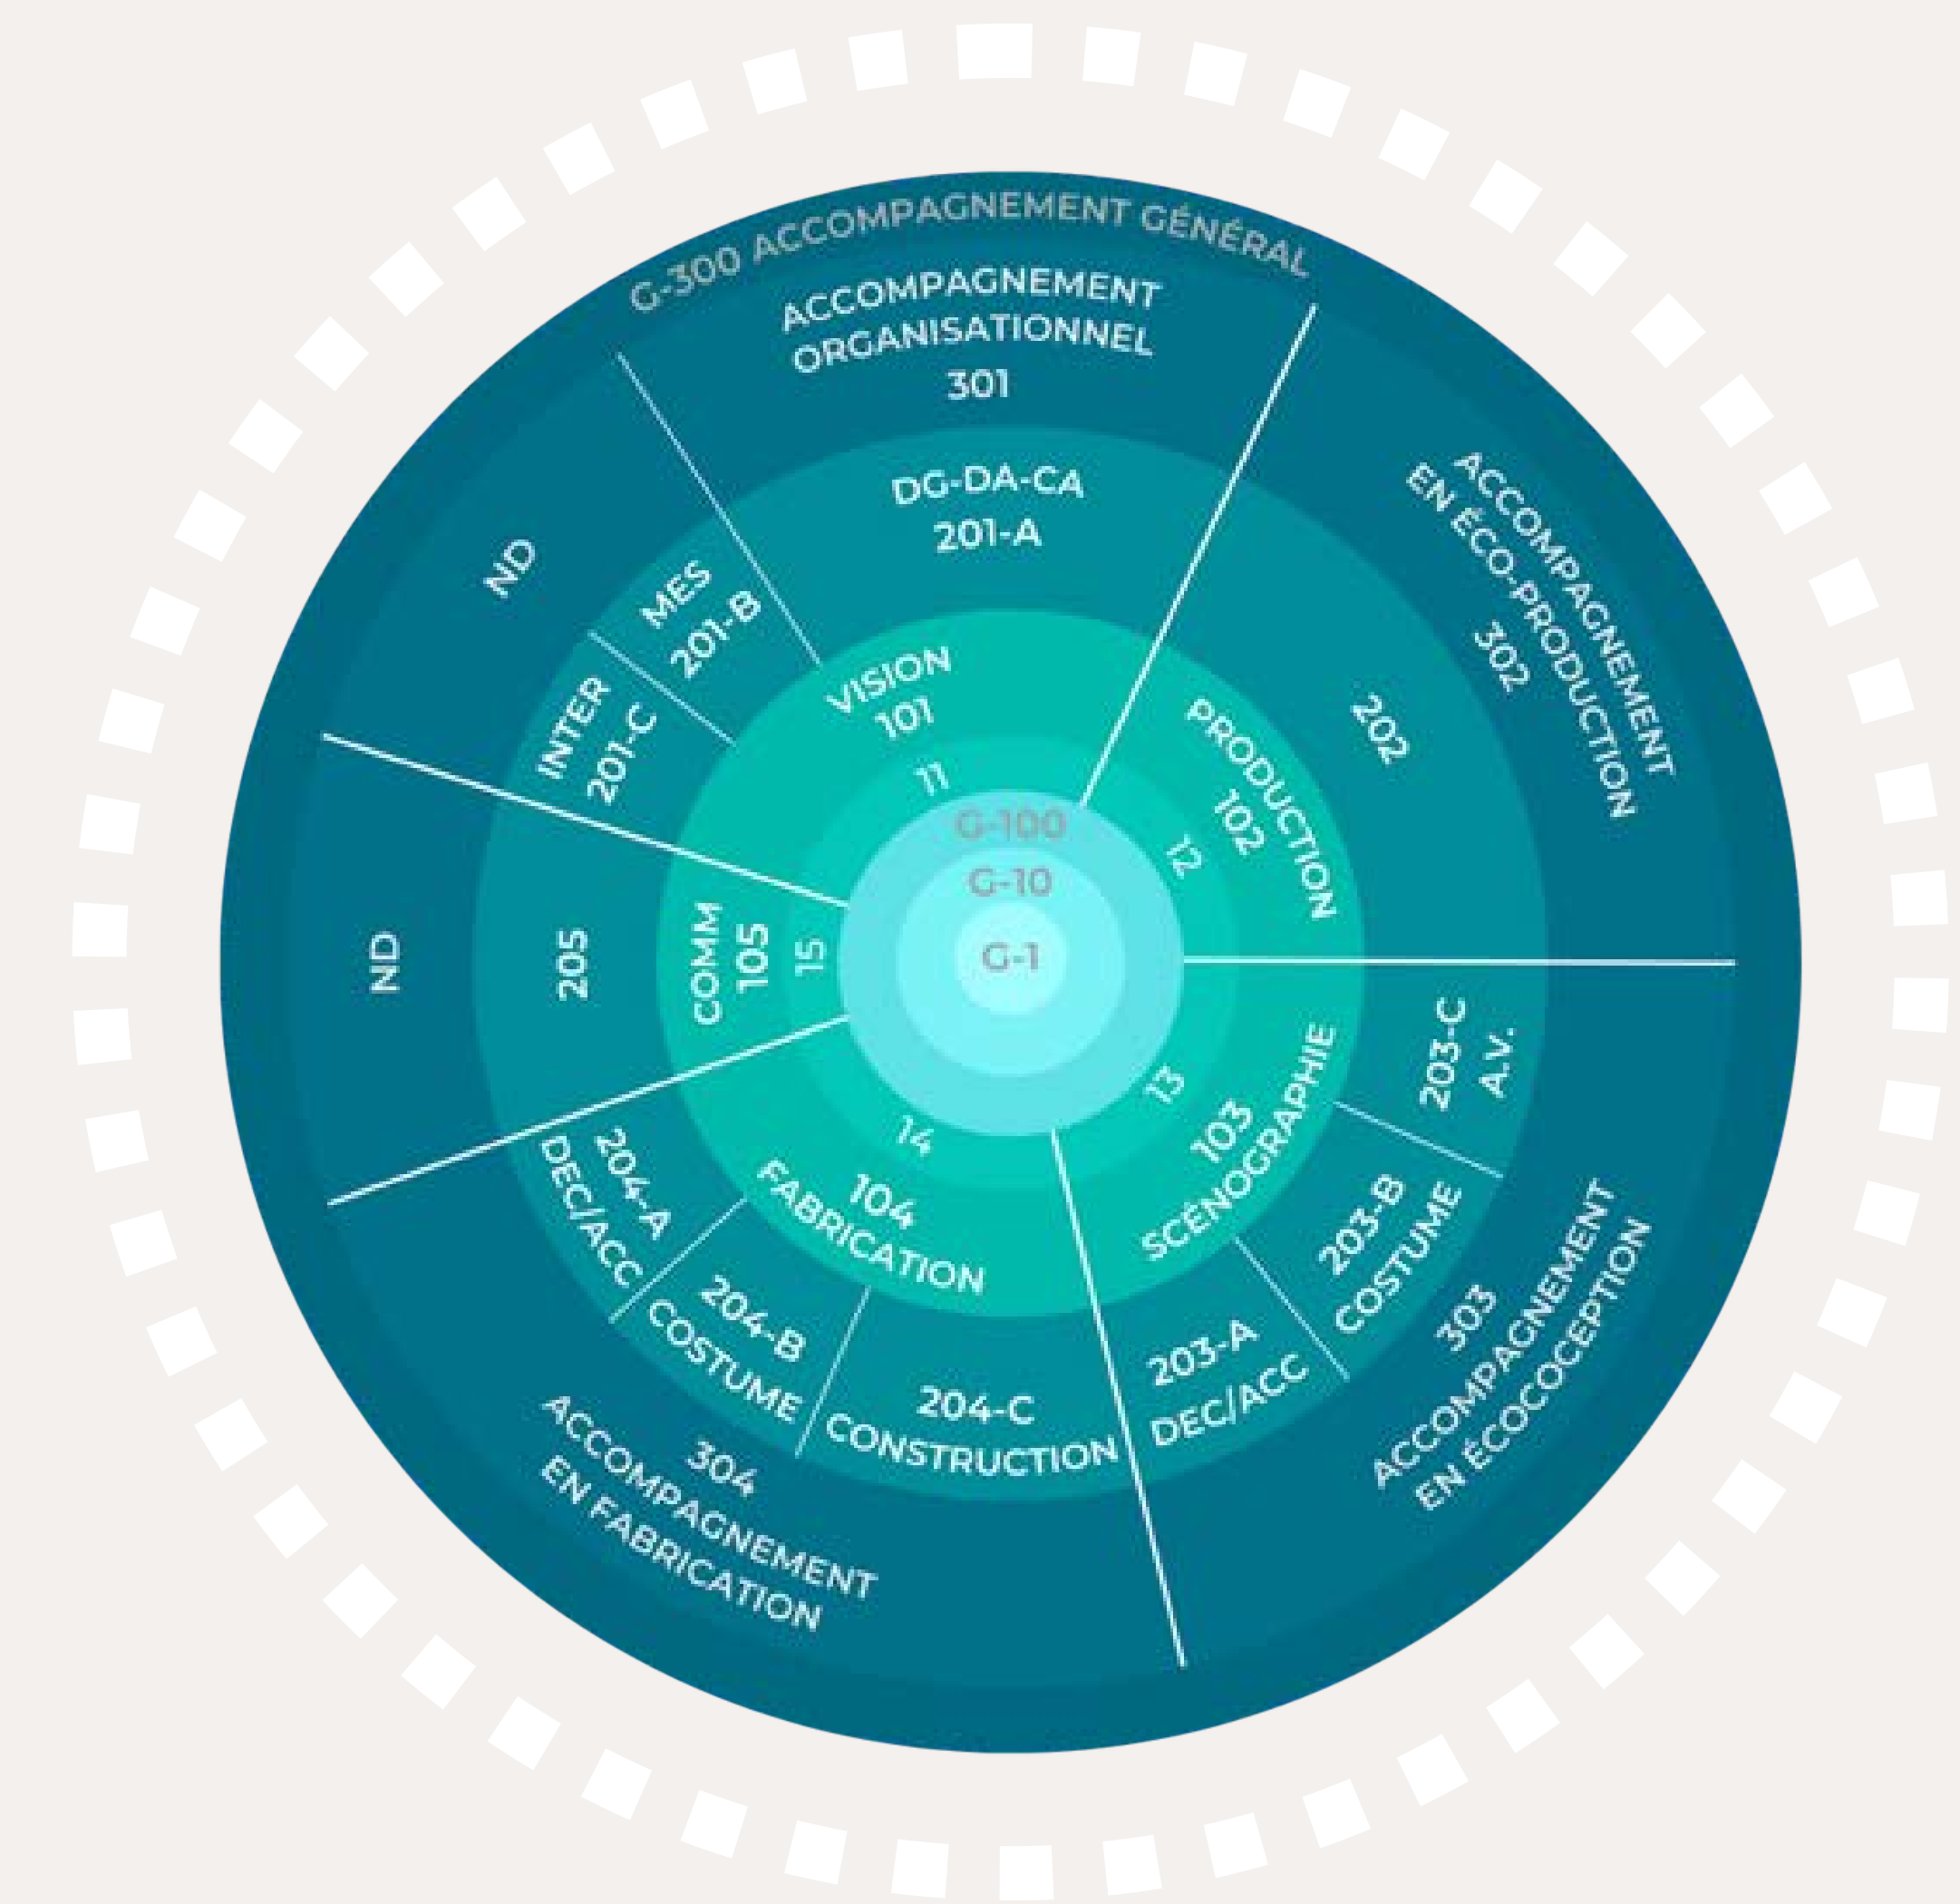 G-300 ACCOMPAGNEMENT GÉNÉRAL
ACCOMPAGNEMENT
ORGANISATIONNEL
301
DG-DA-CA
201-A
VISION
101
11
ACCOMPAGNEMENT
EN ÉCO-PRODUCTION
302
202
PRODUCTION
102
12
203-C
A.V.
203-B
COSTUME
203-A
DEC/ACC
303
ACCOMPAGNEMENT
EN ÉCOCOCEPTION
13
103
SCÉNOGRAPHIE
14
104
FABRICATION
204-C
CONSTRUCTION
204-B
COSTUME
204-A
DEC/ACC
304
ACCOMPAGNEMENT
EN FABRICATION
ND
205
COMM
105
15
ND
MES
201-B
INTER
201-C
G-100
G-10
G-1